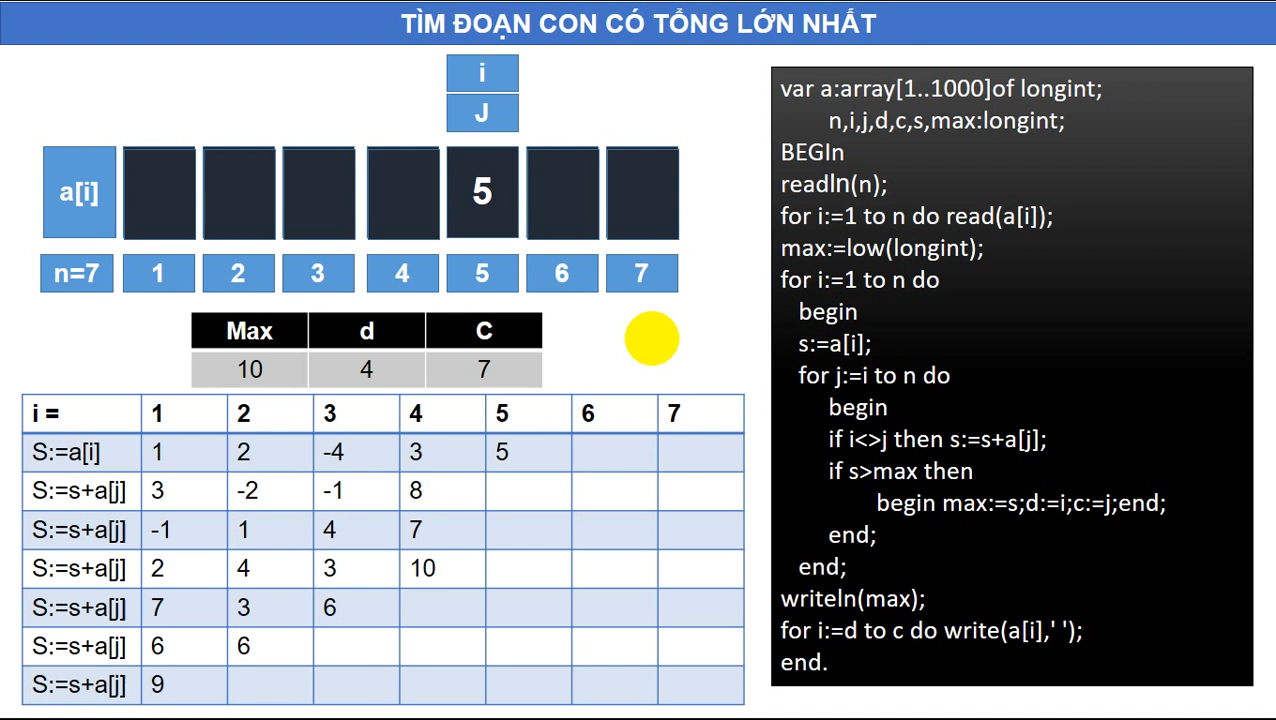 TÌM ĐOẠN CON CÓ TỔNG LỚN NHẤT
i
J
a[i] 5
n=7 1 2 3 4 5 6 7
Max d C
10 4 7
i = 1 2 3 4 5 6 7
S:=a[i] 1 2 -4 3 5
S:=s+a[j] 3 -2 -1 8
S:=s+a[j] -1 1 4 7
S:=s+a[j] 2 4 3 10
S:=s+a[j] 7 3 6
S:=s+a[j] 6 6
S:=s+a[j] 9
var a:array[1..1000]of longint;
n,i,j,d,c,s,max:longint;
BEGIn
readln(n);
for i:=1 to n do read(a[i]);
max:=low(longint);
for i:=1 to n do
begin
s:=a[i];
for j:=i to n do
begin
if i<>j then s:=s+a[j];
if s>max then
begin max:=s;d:=i;c:=j;end;
end;
end;
writeln(max);
for i:=d to c do write(a[i],' ');
end.